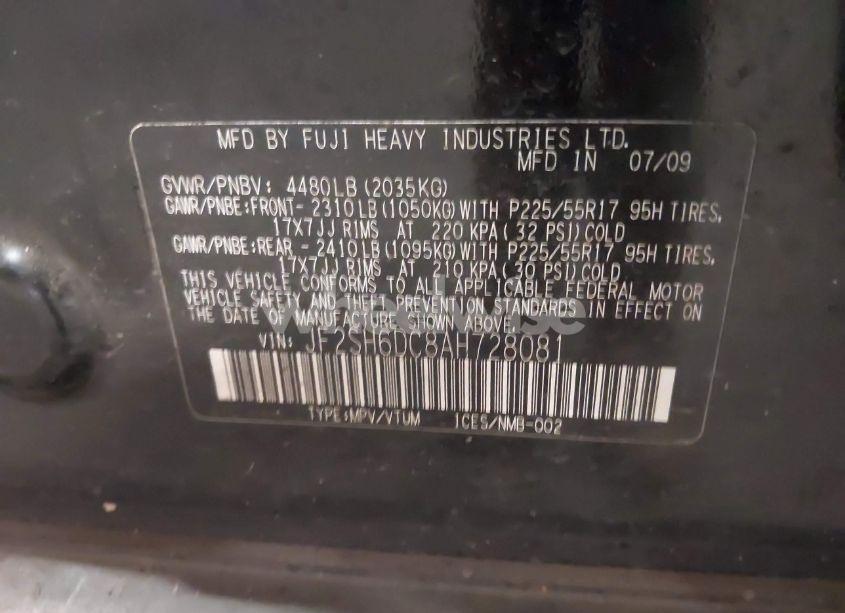 MFD BY FUJI HEAVY INDUSTRIES LTD.
MFD IN 07/09
GVWR/PNBV: 4480LB (2035KG)
GAWR/PNBE:FRONT- 2310LB (1050KG) WITH P225/55R17 95H TIRES,
17X7JJ RIMS AT 220 KPA ( 32 PSI) COLD
GAWR/PNBE:REAR - 2410LB (1095KG) WITH P225/55R17 95H TIRES,
17X7JJ RIMS AT 210 KPA ( 30 PSI) COLD
THIS VEHICLE CONFORMS TO ALL APPLICABLE FEDERAL MOTOR
VEHICLE SAFETY AND THEFT PREVENTION STANDARDS IN EFFECT ON
THE DATE OF MANUFACTURE SHOWN ABOVE.
wheelwise
VIN: JF2SH6DC8AH728081
TYPE:MPV/VTUM ICES/NMB-002